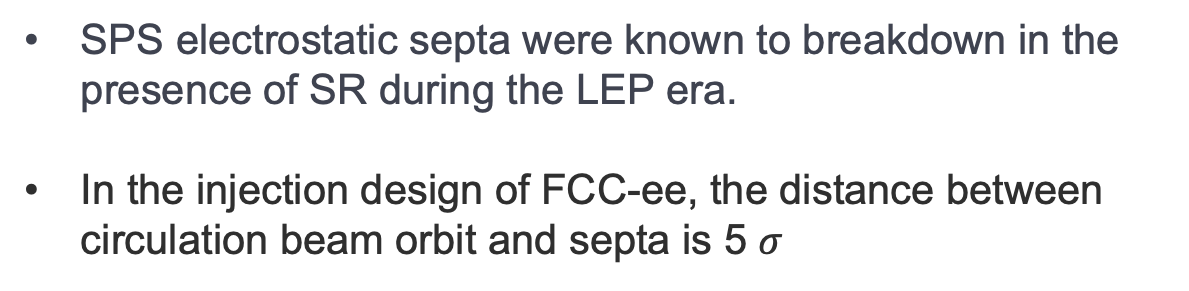 • SPS electrostatic septa were known to breakdown in the
presence of SR during the LEP era.
• In the injection design of FCC-ee, the distance between
circulation beam orbit and septa is 5 σ